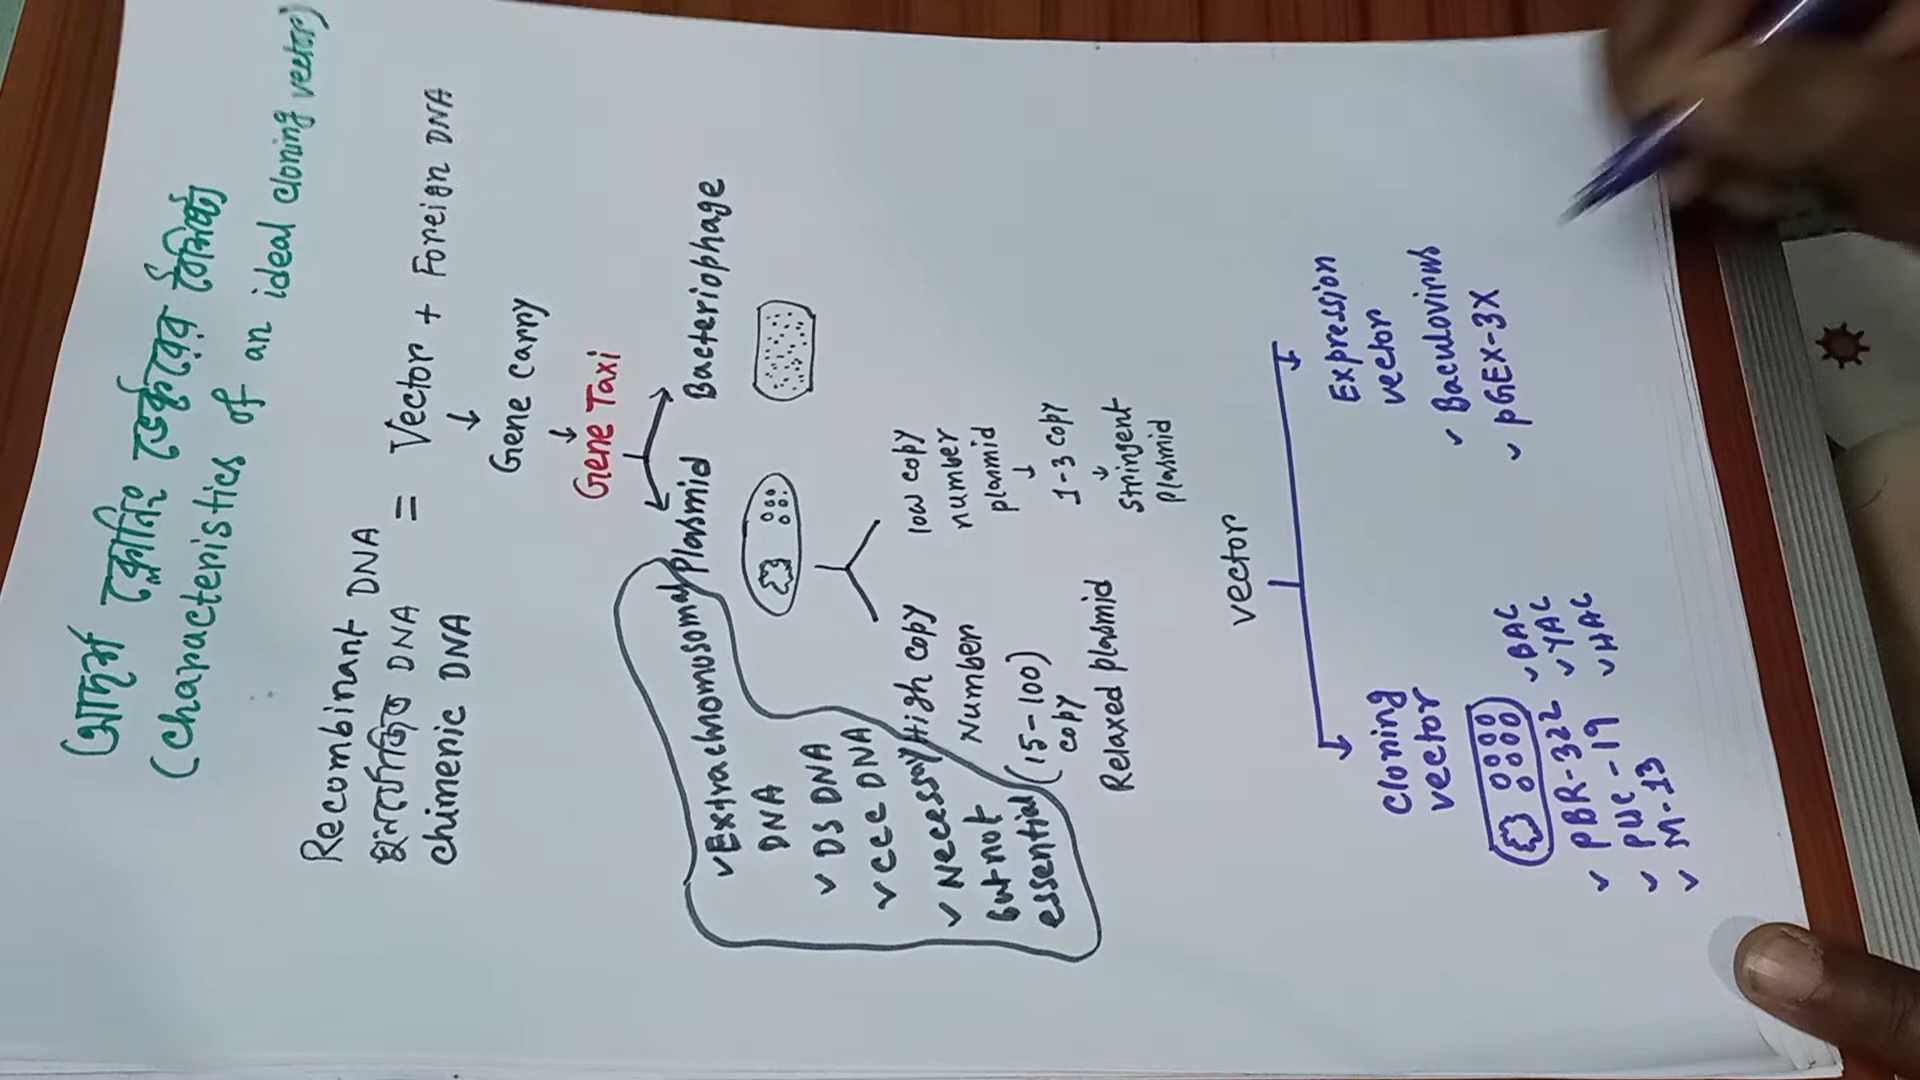 আদর্শ ক্লোনিং ভেক্টরের বৈশিষ্ট্য
(characteristics of an ideal cloning vector)
Recombinant DNA
DNA
chimeric DNA
= Vector + Foreign DNA
↓
Gene carry
↓
Gene Taxi
Plasmid
Bacteriophage
✓ Extrachomosomal
DNA
✓ DS DNA
✓ CCC DNA
✓ Necessary
but not
essential
High copy
Number
(15-100)
copy
Relaxed plasmid
low copy
number
planmid
↓
1-3 copy
↓
stringent
plasmid
vector
cloning
vector
✓ PBR-322
✓ PUC-19
✓ M-13
✓ BAC
✓ YAC
✓ HAC
Expression
vector
✓ Baculovirus
✓ pGEX-3X